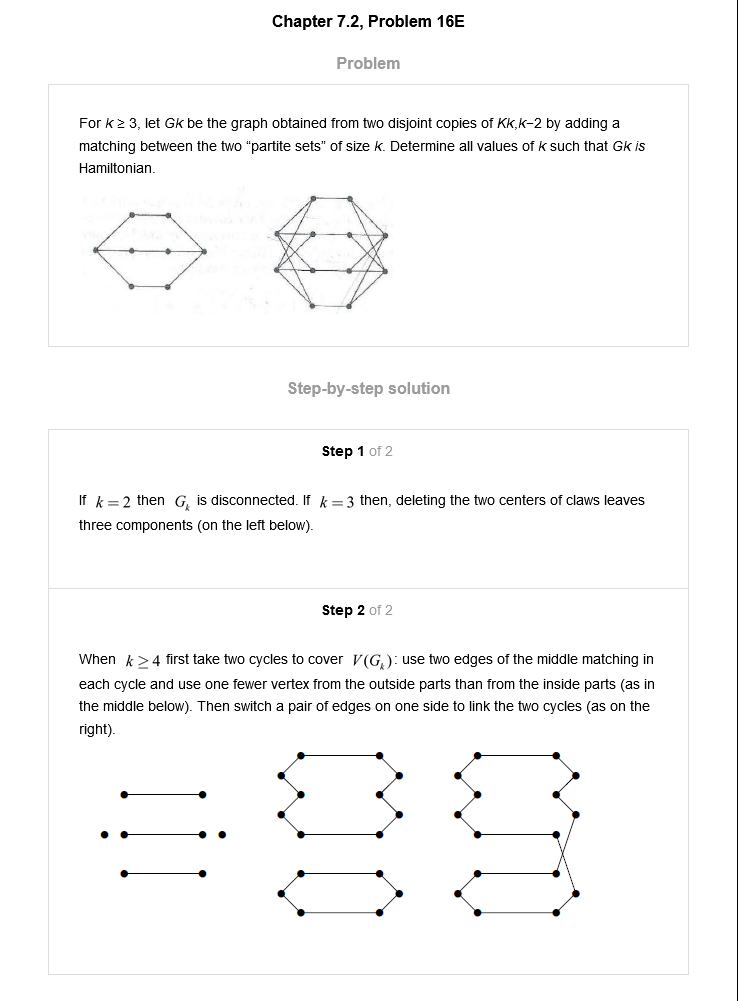 Chapter 7.2, Problem 16E
Problem
For k ≥ 3, let Gk be the graph obtained from two disjoint copies of Kk,k−2 by adding a
matching between the two “partite sets” of size k. Determine all values of k such that Gk is
Hamiltonian.
Step-by-step solution
Step 1 of 2
If k = 2 then Gₖ is disconnected. If k = 3 then, deleting the two centers of claws leaves
three components (on the left below).
Step 2 of 2
When k ≥ 4 first take two cycles to cover V(Gₖ): use two edges of the middle matching in
each cycle and use one fewer vertex from the outside parts than from the inside parts (as in
the middle below). Then switch a pair of edges on one side to link the two cycles (as on the
right).